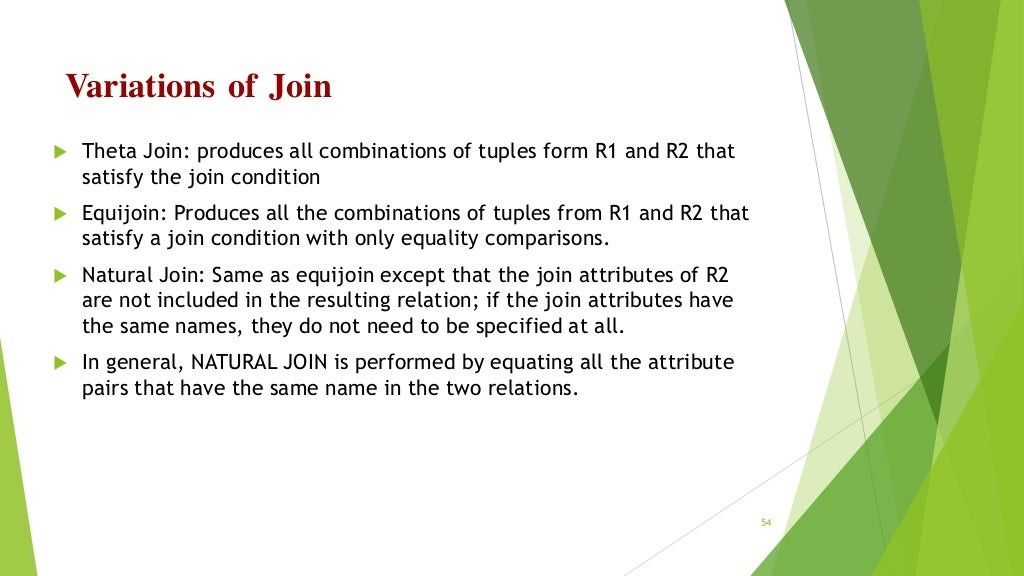 Variations of Join
Theta Join: produces all combinations of tuples form R1 and R2 that
satisfy the join condition
Equijoin: Produces all the combinations of tuples from R1 and R2 that
satisfy a join condition with only equality comparisons.
Natural Join: Same as equijoin except that the join attributes of R2
are not included in the resulting relation; if the join attributes have
the same names, they do not need to be specified at all.
In general, NATURAL JOIN is performed by equating all the attribute
pairs that have the same name in the two relations.
54